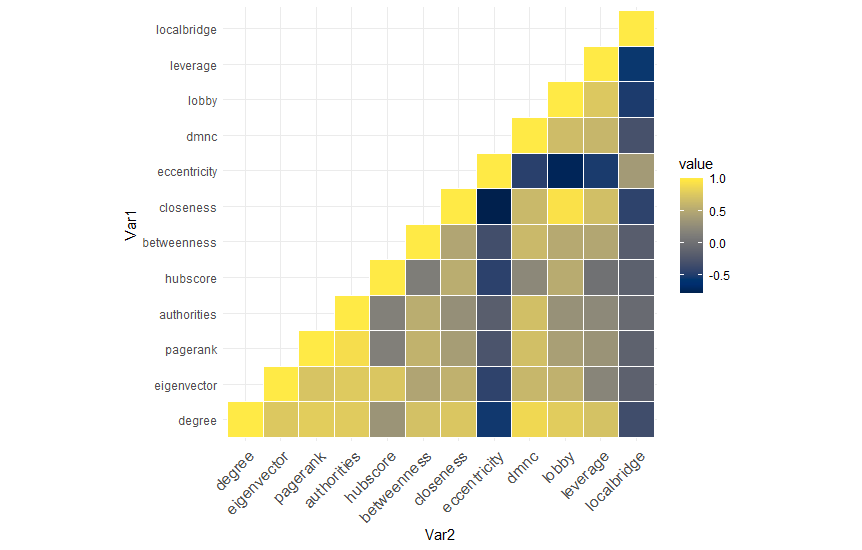 localbridge
leverage
lobby
dmnc
eccentricity
closeness
betweenness
hubscore
authorities
pagerank
eigenvector
degree
Var1
degree
eigenvector
pagerank
authorities
hubscore
betweenness
closeness
eccentricity
dmnc
lobby
leverage
localbridge
Var2
value
1.0
0.5
0.0
-0.5